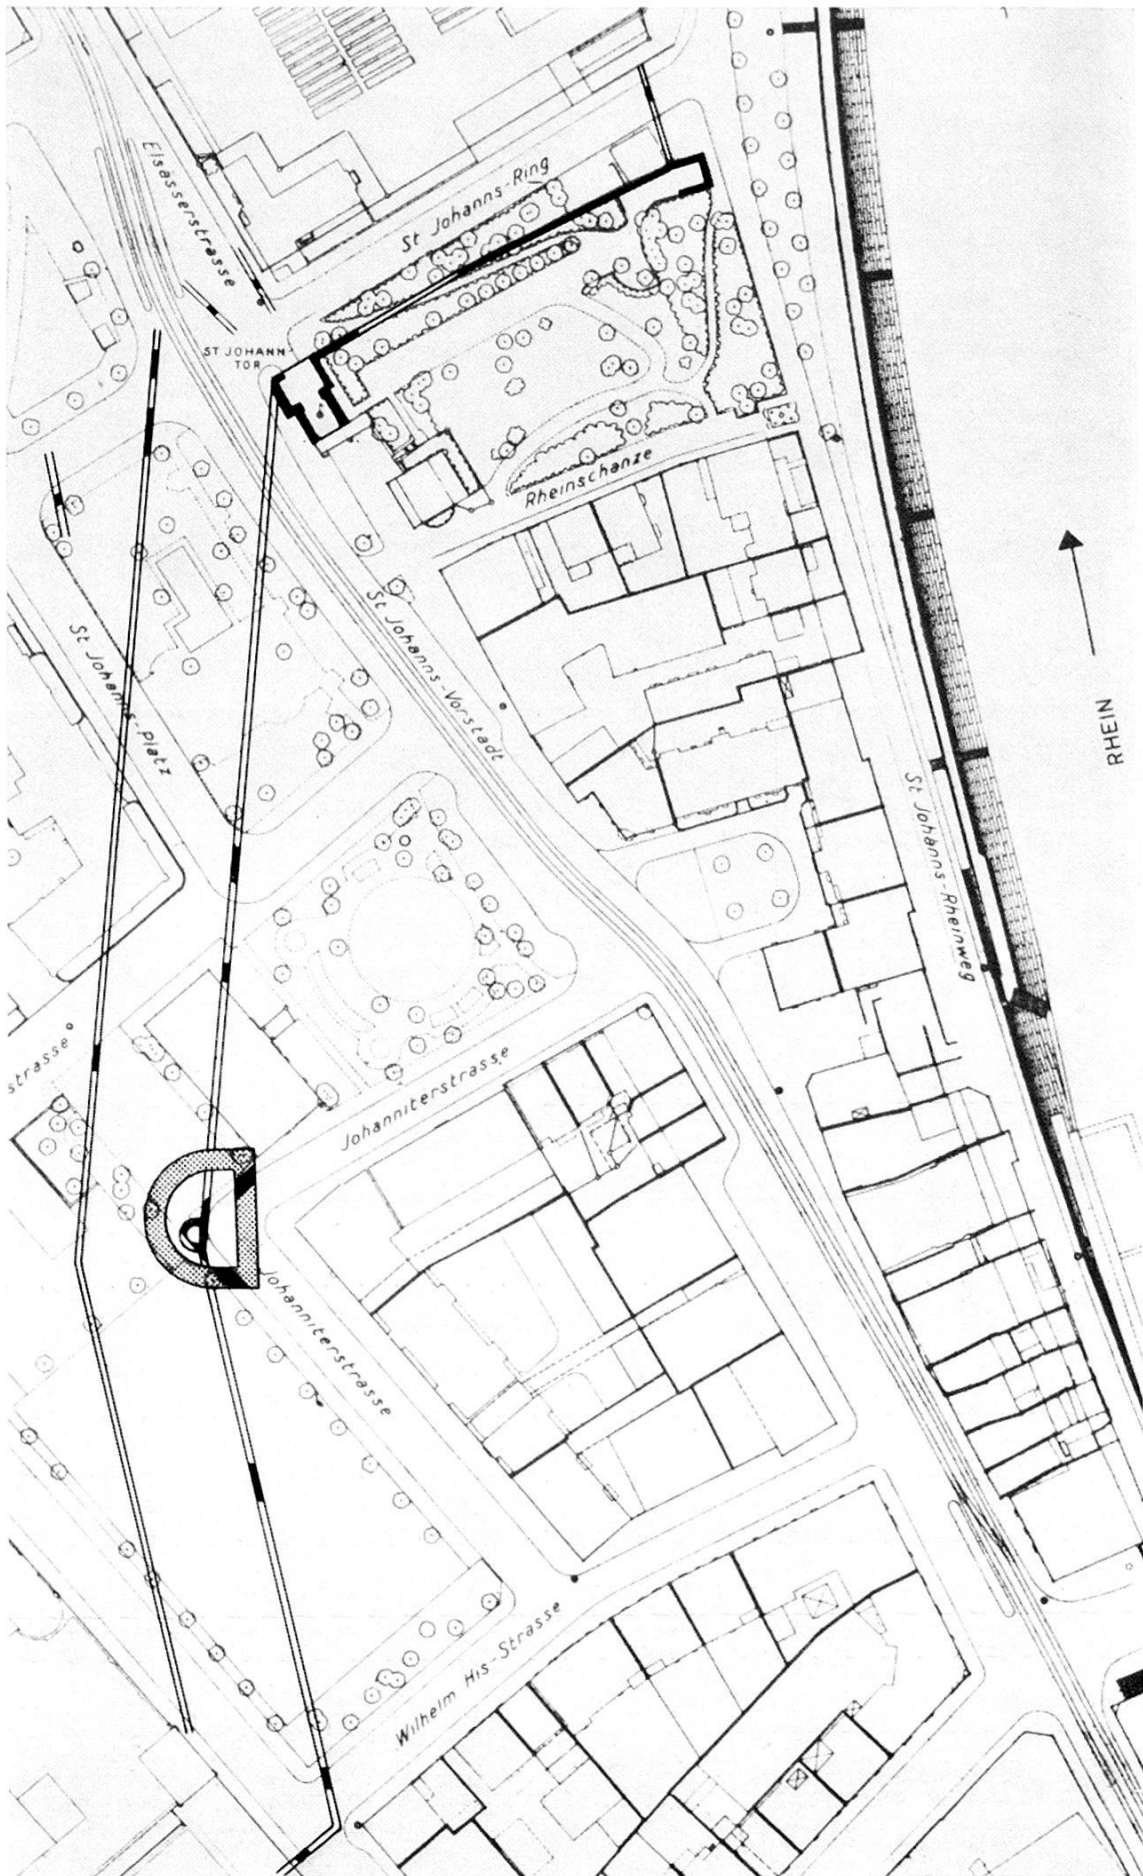 Elsässerstrasse
St Johanns-Ring
ST JOHANN-
TOR
Rheinschanze
St Johanns-Vorstadt
St Johanns-Platz
RHEIN
St Johanns-Rheinweg
strasse
Johanniterstrasse
Johanniterstrasse
Wilhelm His-Strasse